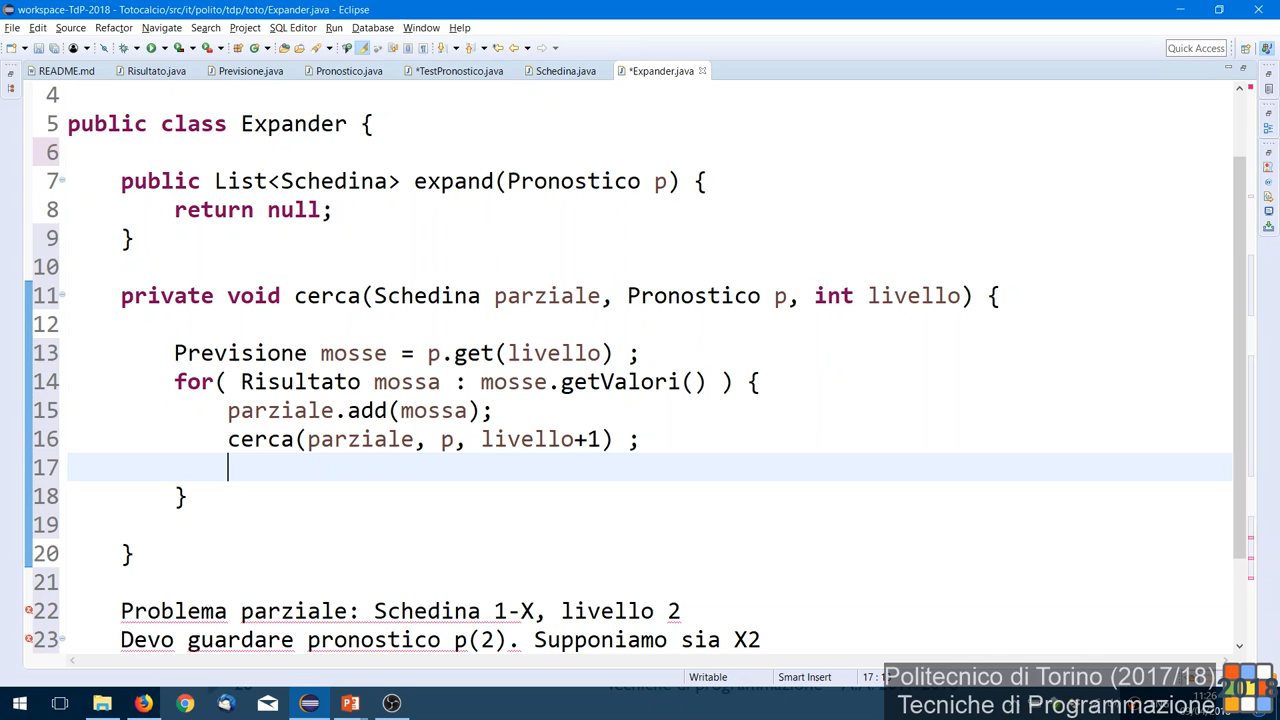 workspace-TdP-2018 - Totocalcio/src/it/polito/tdp/toto/Expander.java - Eclipse
File Edit Source Refactor Navigate Search Project SQL Editor Run Database Window Help
Quick Access
README.md Risultato.java Previsione.java Pronostico.java *TestPronostico.java Schedina.java *Expander.java
4
5 public class Expander {
6
7 public List<Schedina> expand(Pronostico p) {
8 return null;
9 }
10
11 private void cerca(Schedina parziale, Pronostico p, int livello) {
12
13 Previsione mosse = p.get(livello) ;
14 for( Risultato mossa : mosse.getValori() ) {
15 parziale.add(mossa);
16 cerca(parziale, p, livello+1) ;
17
18 }
19
20 }
21
22 Problema parziale: Schedina 1-X, livello 2
23 Devo guardare pronostico p(2). Supponiamo sia X2
Writable Smart Insert
Politecnico di Torino (2017/18)
Tecniche di Programmazione
2018
11:26